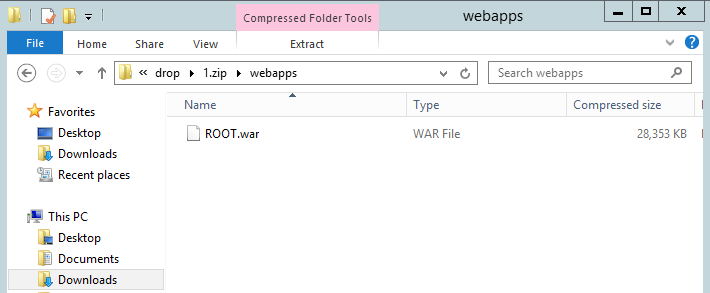 Compressed Folder Tools
webapps
File
Home
Share
View
Extract
?
« drop ▸ 1.zip ▸ webapps
Search webapps
Favorites
Desktop
Downloads
Recent places
This PC
Desktop
Documents
Downloads
Name
Type
Compressed size
ROOT.war
WAR File
28,353 KB